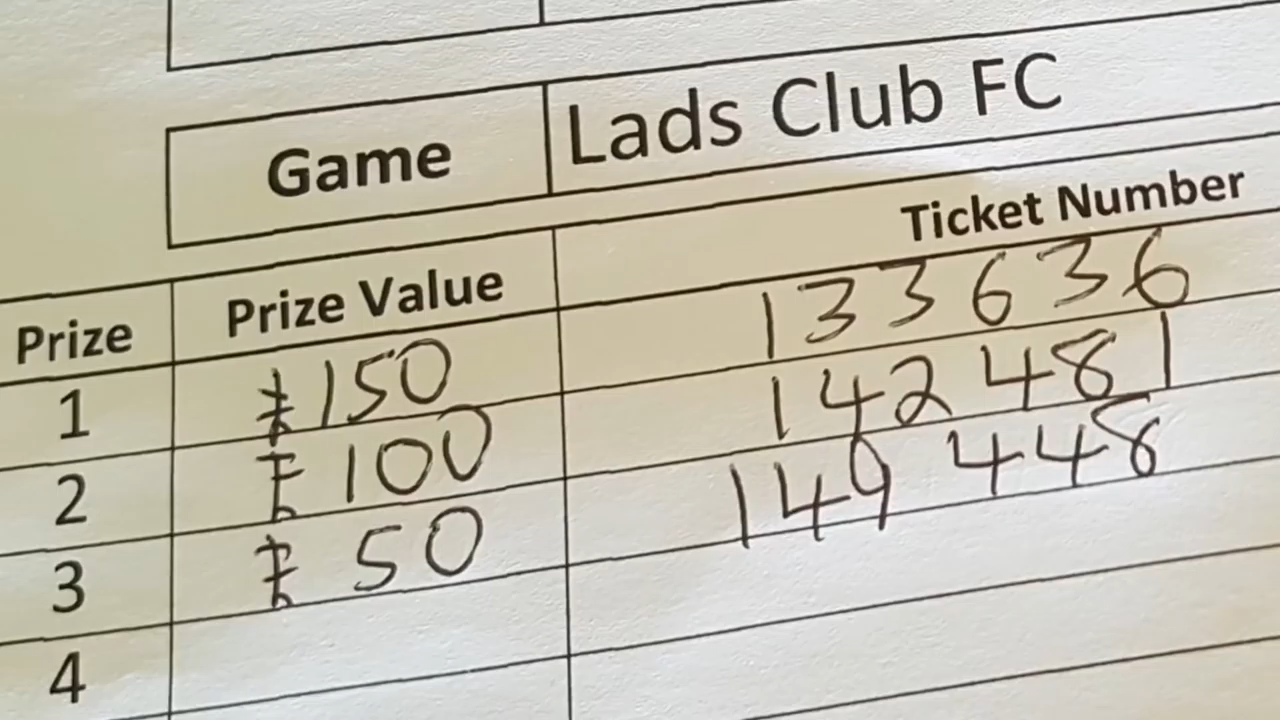 Game Lads Club FC
Prize Prize Value Ticket Number
1 £150 133636
2 £100 142481
3 £50 149448
4